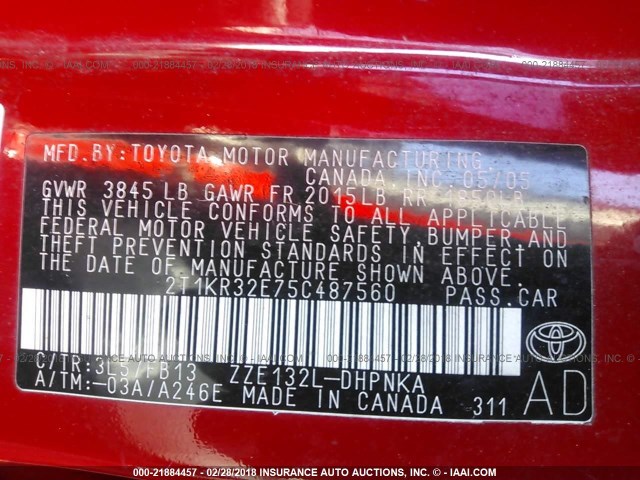 MFD. BY: TOYOTA MOTOR MANUFACTURING
CANADA, INC. 05/05
GVWR 3845 LB GAWR FR 2015LB RR 1850LB
THIS VEHICLE CONFORMS TO ALL APPLICABLE
FEDERAL MOTOR VEHICLE SAFETY, BUMPER, AND
THEFT PREVENTION STANDARDS IN EFFECT ON
THE DATE OF MANUFACTURE SHOWN ABOVE.
2T1KR32E75C487560 PASS. CAR
C/TR: 3L5/FB13 ZZE132L-DHPNKA
A/TM: -03A/A246E MADE IN CANADA 311
AD
000-21884457 - 02/28/2018 INSURANCE AUTO AUCTIONS, INC. - © IAAI.COM